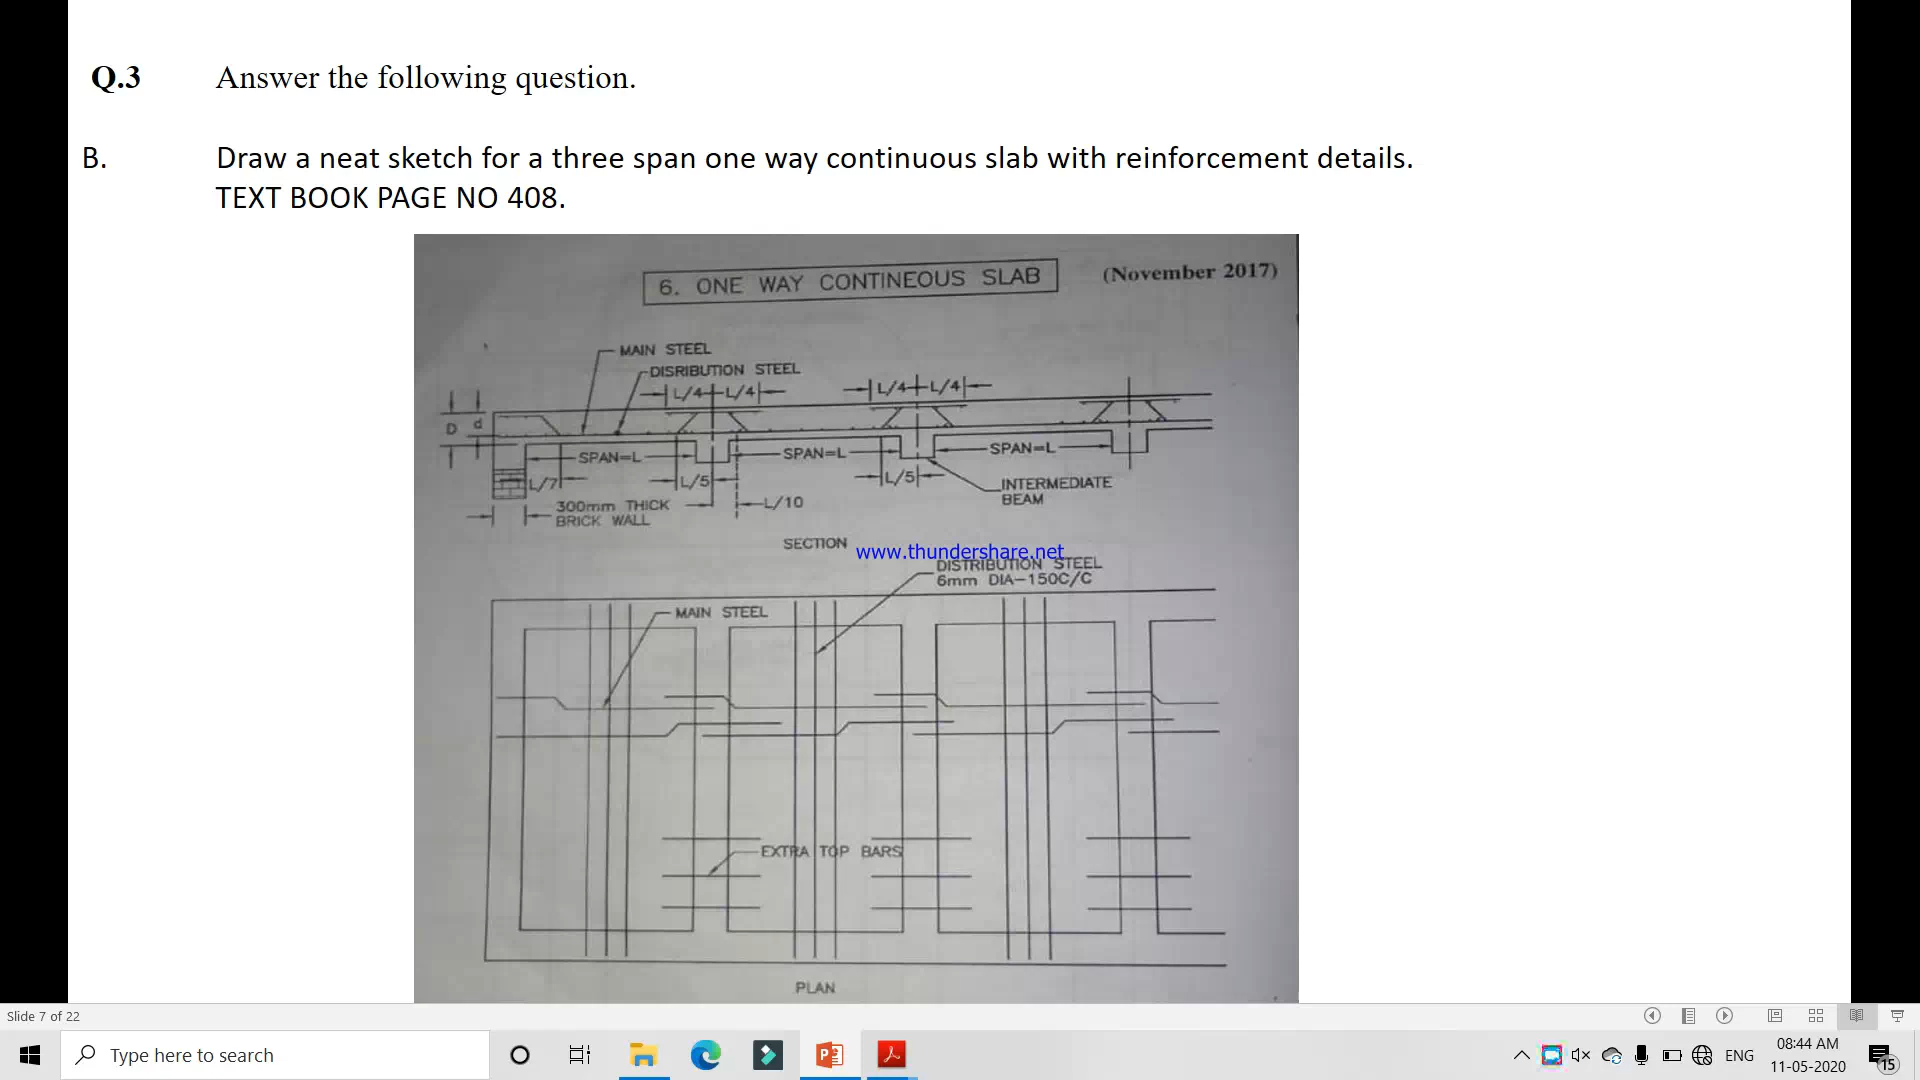 Q.3 Answer the following question.
B. Draw a neat sketch for a three span one way continuous slab with reinforcement details.
TEXT BOOK PAGE NO 408.
6. ONE WAY CONTINEOUS SLAB
(November 2017)
MAIN STEEL
DISRIBUTION STEEL
L/4 L/4
L/4 L/4
D d
SPAN=L
SPAN=L
SPAN=L
L/7
L/5
L/5
INTERMEDIATE
BEAM
300mm THICK
BRICK WALL
L/10
SECTION
www.thundershare.net
DISTRIBUTION STEEL
6mm DIA-150C/C
MAIN STEEL
EXTRA TOP BARS
PLAN
Slide 7 of 22
Type here to search
ENG
08:44 AM
11-05-2020
15